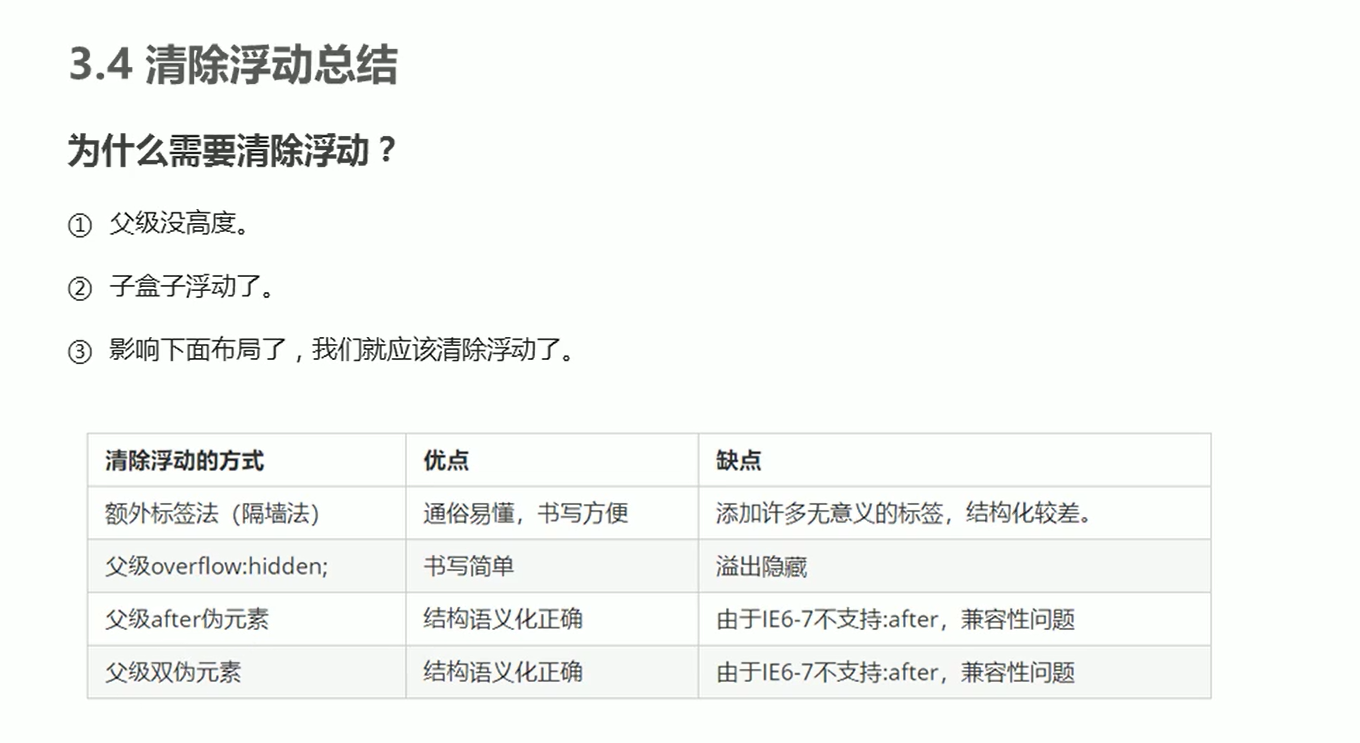 3.4 清除浮动总结
为什么需要清除浮动？
① 父级没高度。
② 子盒子浮动了。
③ 影响下面布局了，我们就应该清除浮动了。
清除浮动的方式 优点 缺点
额外标签法（隔墙法） 通俗易懂，书写方便 添加许多无意义的标签，结构化较差。
父级overflow:hidden; 书写简单 溢出隐藏
父级after伪元素 结构语义化正确 由于IE6-7不支持:after，兼容性问题
父级双伪元素 结构语义化正确 由于IE6-7不支持:after，兼容性问题